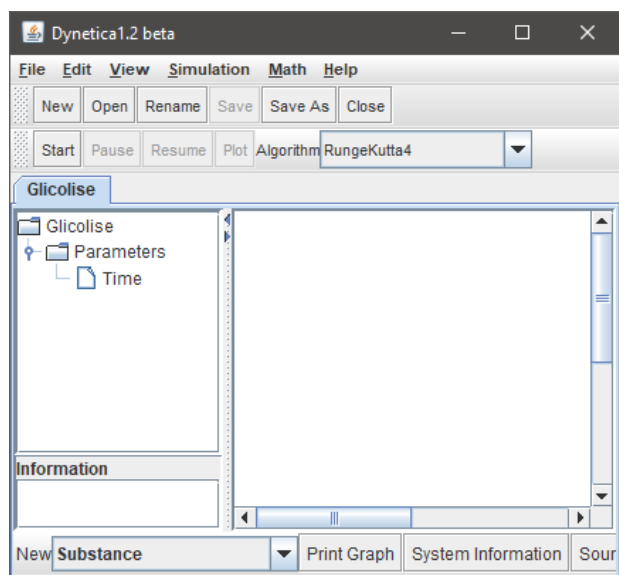 Dynetica1.2 beta
File Edit View Simulation Math Help
New Open Rename Save Save As Close
Start Pause Resume Plot Algorithm RungeKutta4
Glicolise
Glicolise
Parameters
Time
Information
New Substance Print Graph System Information Sour